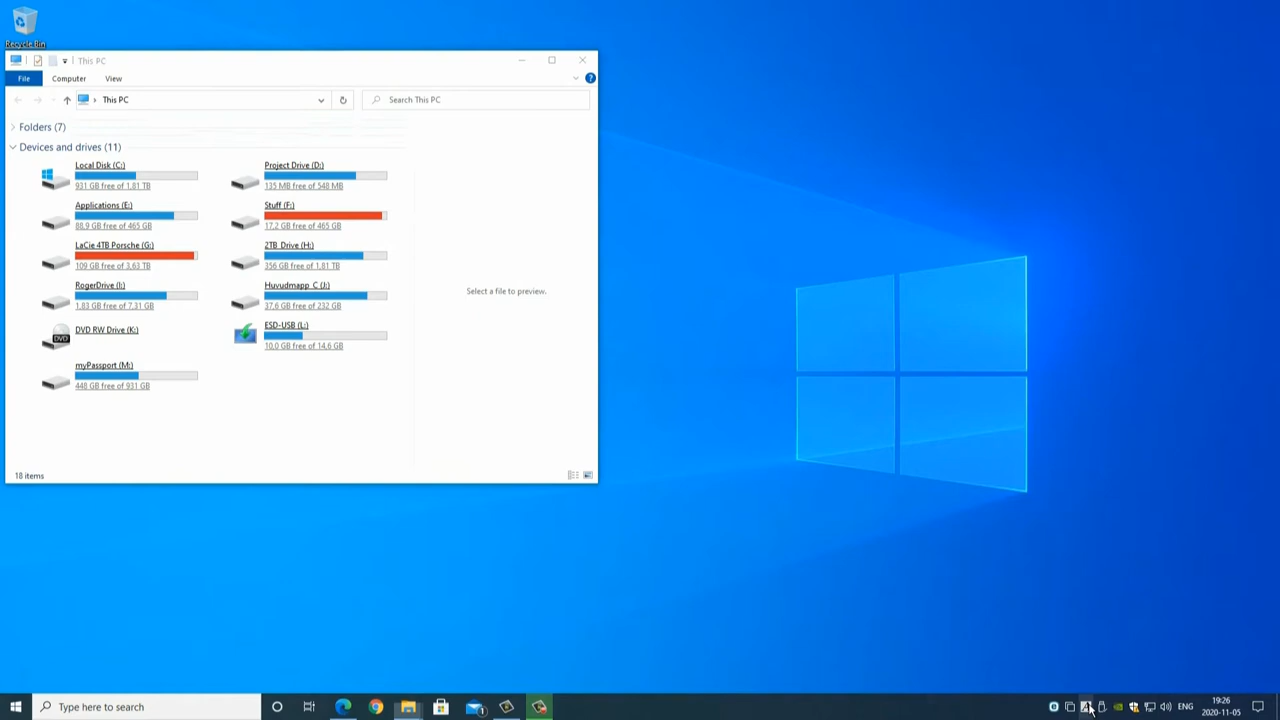 Recycle Bin
This PC
File
Computer
View
This PC
Search This PC
Folders (7)
Devices and drives (11)
Local Disk (C:)
931 GB free of 1,81 TB
Project Drive (D:)
135 MB free of 548 MB
Applications (E:)
88,9 GB free of 465 GB
Stuff (F:)
17,2 GB free of 465 GB
LaCie 4TB Porsche (G:)
109 GB free of 3,63 TB
2TB Drive (H:)
356 GB free of 1,81 TB
RogerDrive (I:)
1,83 GB free of 7,31 GB
Huvudmapp C (J:)
37,6 GB free of 232 GB
DVD RW Drive (K:)
DVD
ESD-USB (L:)
10,0 GB free of 14,6 GB
myPassport (M:)
448 GB free of 931 GB
Select a file to preview.
18 items
Type here to search
1
ENG
19:26
2020-11-05